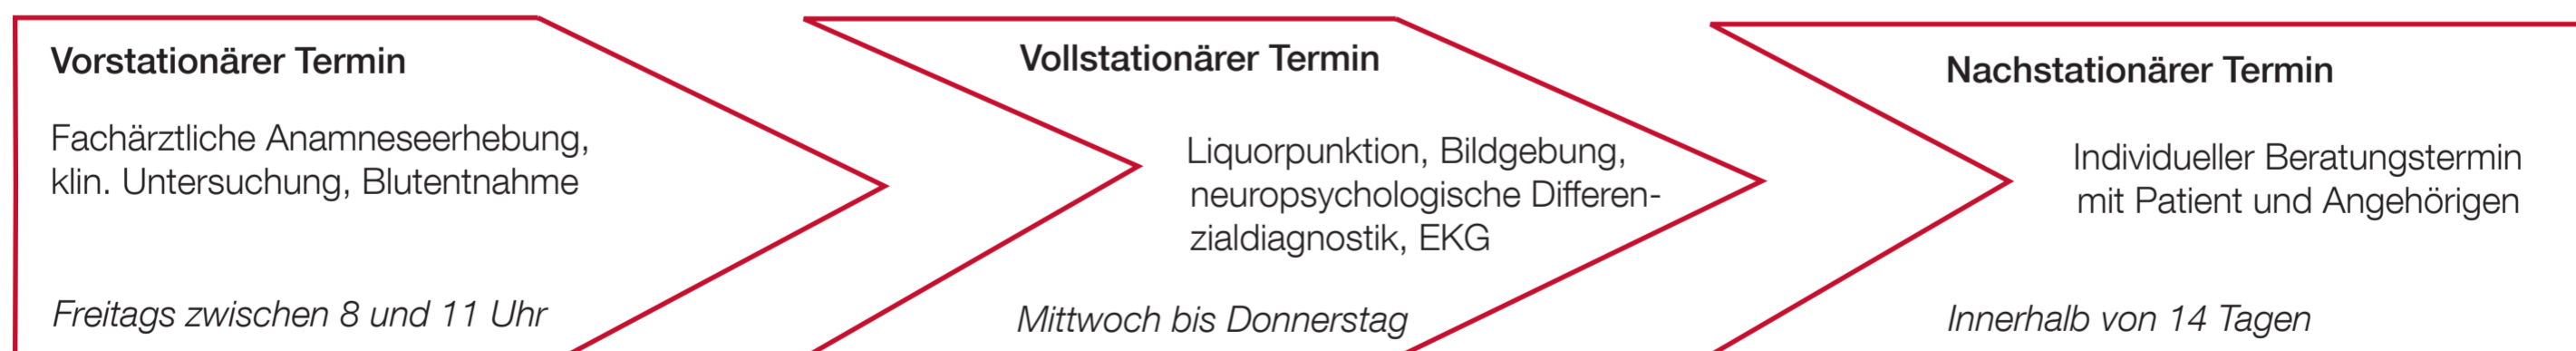 Vorstationärer Termin
Fachärztliche Anamneseerhebung,
klin. Untersuchung, Blutentnahme
Freitags zwischen 8 und 11 Uhr
Vollstationärer Termin
Liquorpunktion, Bildgebung,
neuropsychologische Differen-
zialdiagnostik, EKG
Mittwoch bis Donnerstag
Nachstationärer Termin
Individueller Beratungstermin
mit Patient und Angehörigen
Innerhalb von 14 Tagen